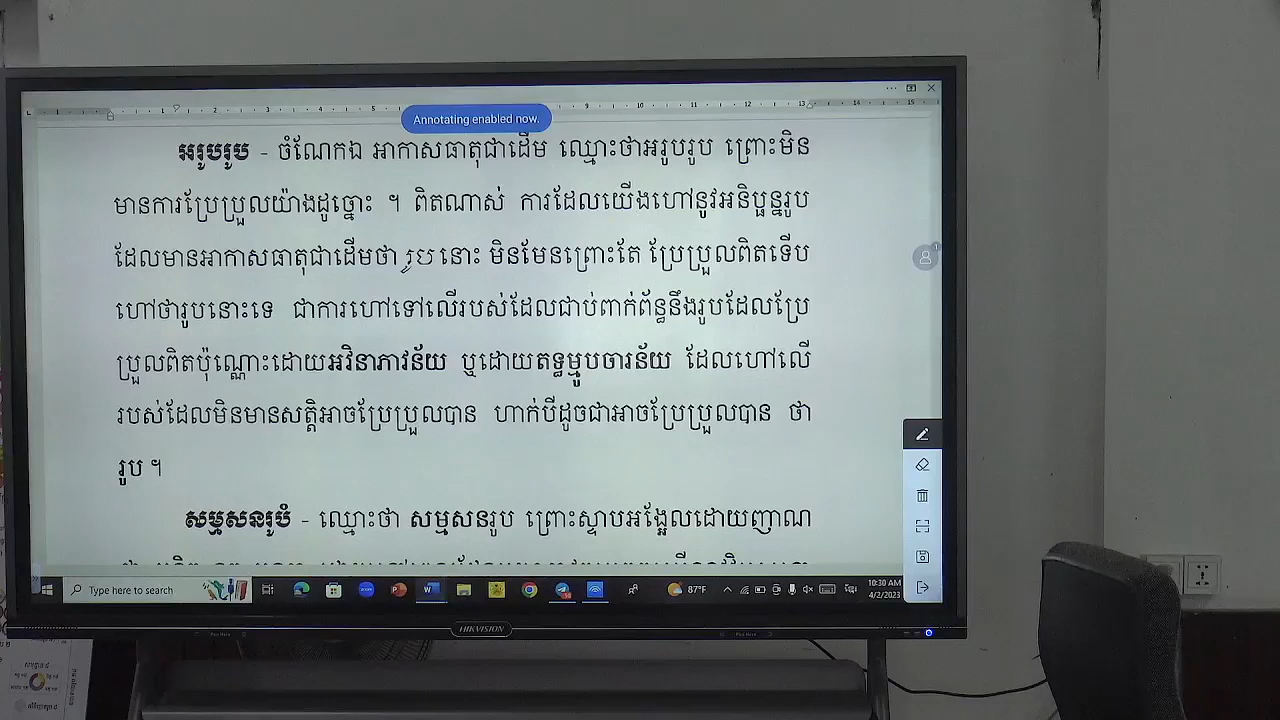 Annotating enabled now.
អរូបរូប - ចំណែកឯ អាកាសធាតុជាដើម ឈ្មោះថាអរូបរូប ព្រោះមិន
មានការប្រែប្រួលយ៉ាងដូច្នោះ ។ ពិតណាស់ ការដែលយើងហៅនូវអនិប្ផន្នរូប
ដែលមានអាកាសធាតុជាដើមថា រូប នោះ មិនមែនព្រោះតែ ប្រែប្រួលពិតទើប
ហៅថារូបនោះទេ ជាការហៅទៅលើរបស់ដែលជាប់ពាក់ព័ន្ធនឹងរូបដែលប្រែ
ប្រួលពិតប៉ុណ្ណោះដោយអវិនាភាវន័យ ឬដោយតទ្ធម្មូបចារន័យ ដែលហៅលើ
របស់ដែលមិនមានសត្តិអាចប្រែប្រួលបាន ហាក់បីដូចជាអាចប្រែប្រួលបាន ថា
រូប ។
សម្មសនរូបំ - ឈ្មោះថា សម្មសនរូប ព្រោះស្ទាបអង្អែលដោយញាណ
Type here to search
87°F
10:30 AM
4/2/2023
HIKVISION